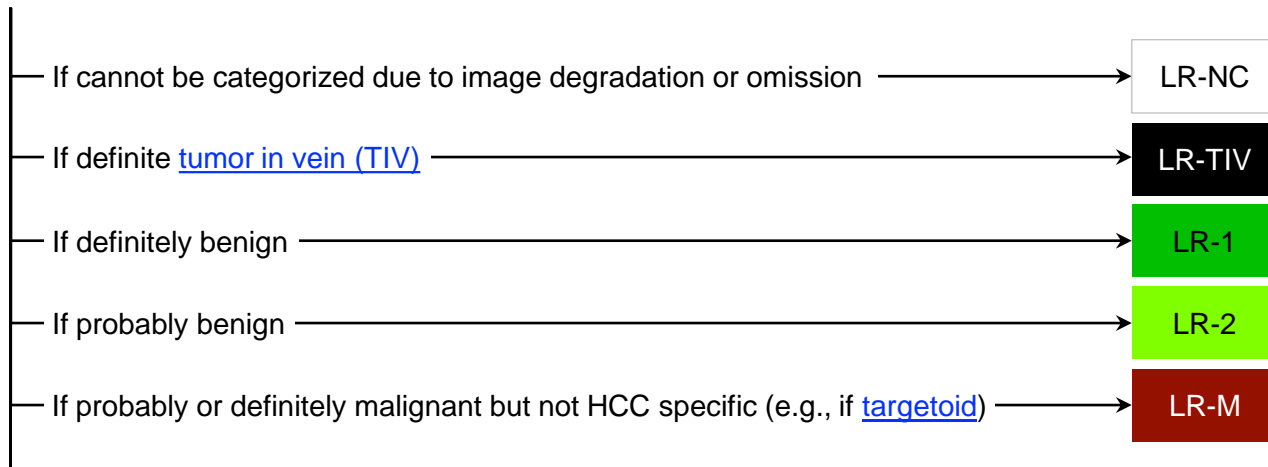 If cannot be categorized due to image degradation or omission LR-NC
If definite tumor in vein (TIV) LR-TIV
If definitely benign LR-1
If probably benign LR-2
If probably or definitely malignant but not HCC specific (e.g., if targetoid) LR-M